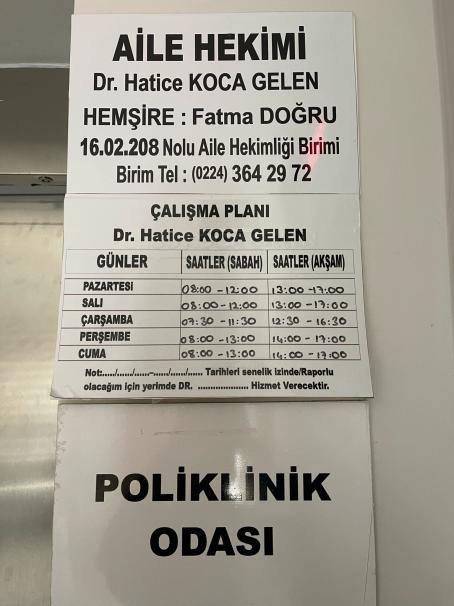 AİLE HEKİMİ
Dr. Hatice KOCA GELEN
HEMŞİRE : Fatma DOĞRU
16.02.208 Nolu Aile Hekimliği Birimi
Birim Tel : (0224) 364 29 72
ÇALIŞMA PLANI
Dr. Hatice KOCA GELEN
GÜNLER SAATLER (SABAH) SAATLER (AKŞAM)
PAZARTESİ 08:00 - 12:00 13:00 - 17:00
SALI 08:00 - 12:00 13:00 - 17:00
ÇARŞAMBA 07:30 - 11:30 12:30 - 16:30
PERŞEMBE 08:00 - 13:00 14:00 - 17:00
CUMA 08:00 - 13:00 14:00 - 17:00
Not:...../....../......-....../....../...... Tarihleri senelik izinde/Raporlu
olacağım için yerimde DR. ................... Hizmet Verecektir.
POLİKLİNİK
ODASI